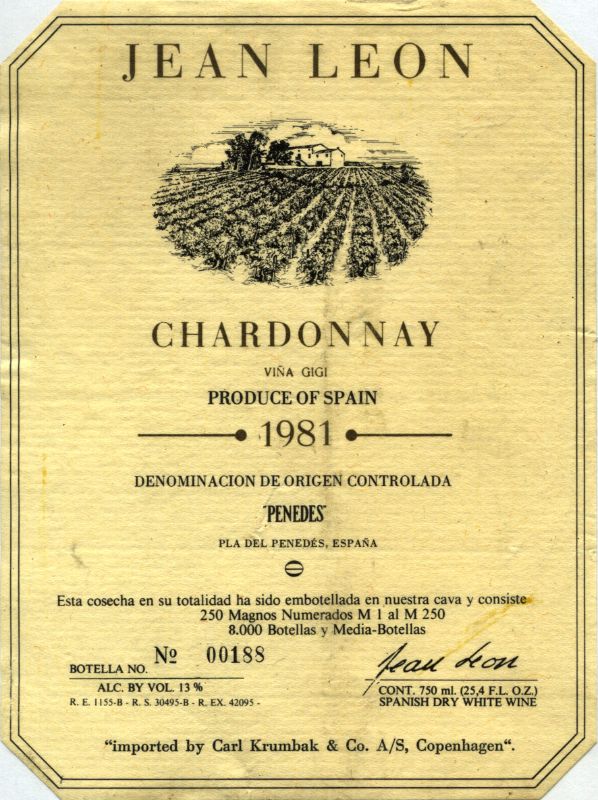 JEAN LEON
CHARDONNAY
VIÑA GIGI
PRODUCE OF SPAIN
1981
DENOMINACION DE ORIGEN CONTROLADA
"PENEDES"
PLA DEL PENEDÉS, ESPAÑA
Esta cosecha en su totalidad ha sido embotellada en nuestra cava y consiste
250 Magnos Numerados M 1 al M 250
8.000 Botellas y Media-Botellas
BOTELLA NO. Nº 00188
ALC. BY VOL. 13 %
R. E. 1155-B - R. S. 30495-B - R. EX. 42095 -
Jean Leon
CONT. 750 ml. (25,4 F.L. O.Z.)
SPANISH DRY WHITE WINE
"imported by Carl Krumbak & Co. A/S, Copenhagen".